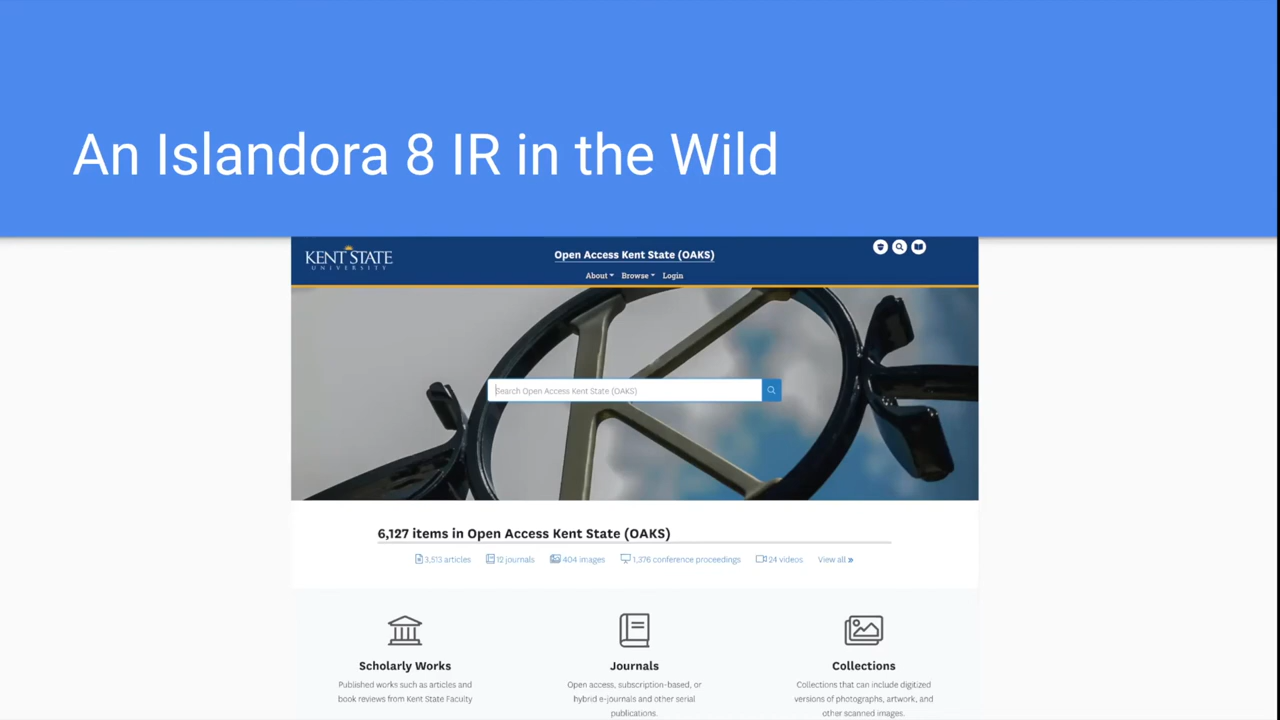 An Islandora 8 IR in the Wild
KENT STATE
UNIVERSITY
Open Access Kent State (OAKS)
About Browse Login
Search Open Access Kent State (OAKS)
6,127 items in Open Access Kent State (OAKS)
3,513 articles 12 journals 404 images 1,376 conference proceedings 24 videos View all »
Scholarly Works Journals Collections
Published works such as articles and
book reviews from Kent State Faculty
Open access, subscription-based, or
hybrid e-journals and other serial
publications.
Collections that can include digitized
versions of photographs, artwork, and
other scanned images.